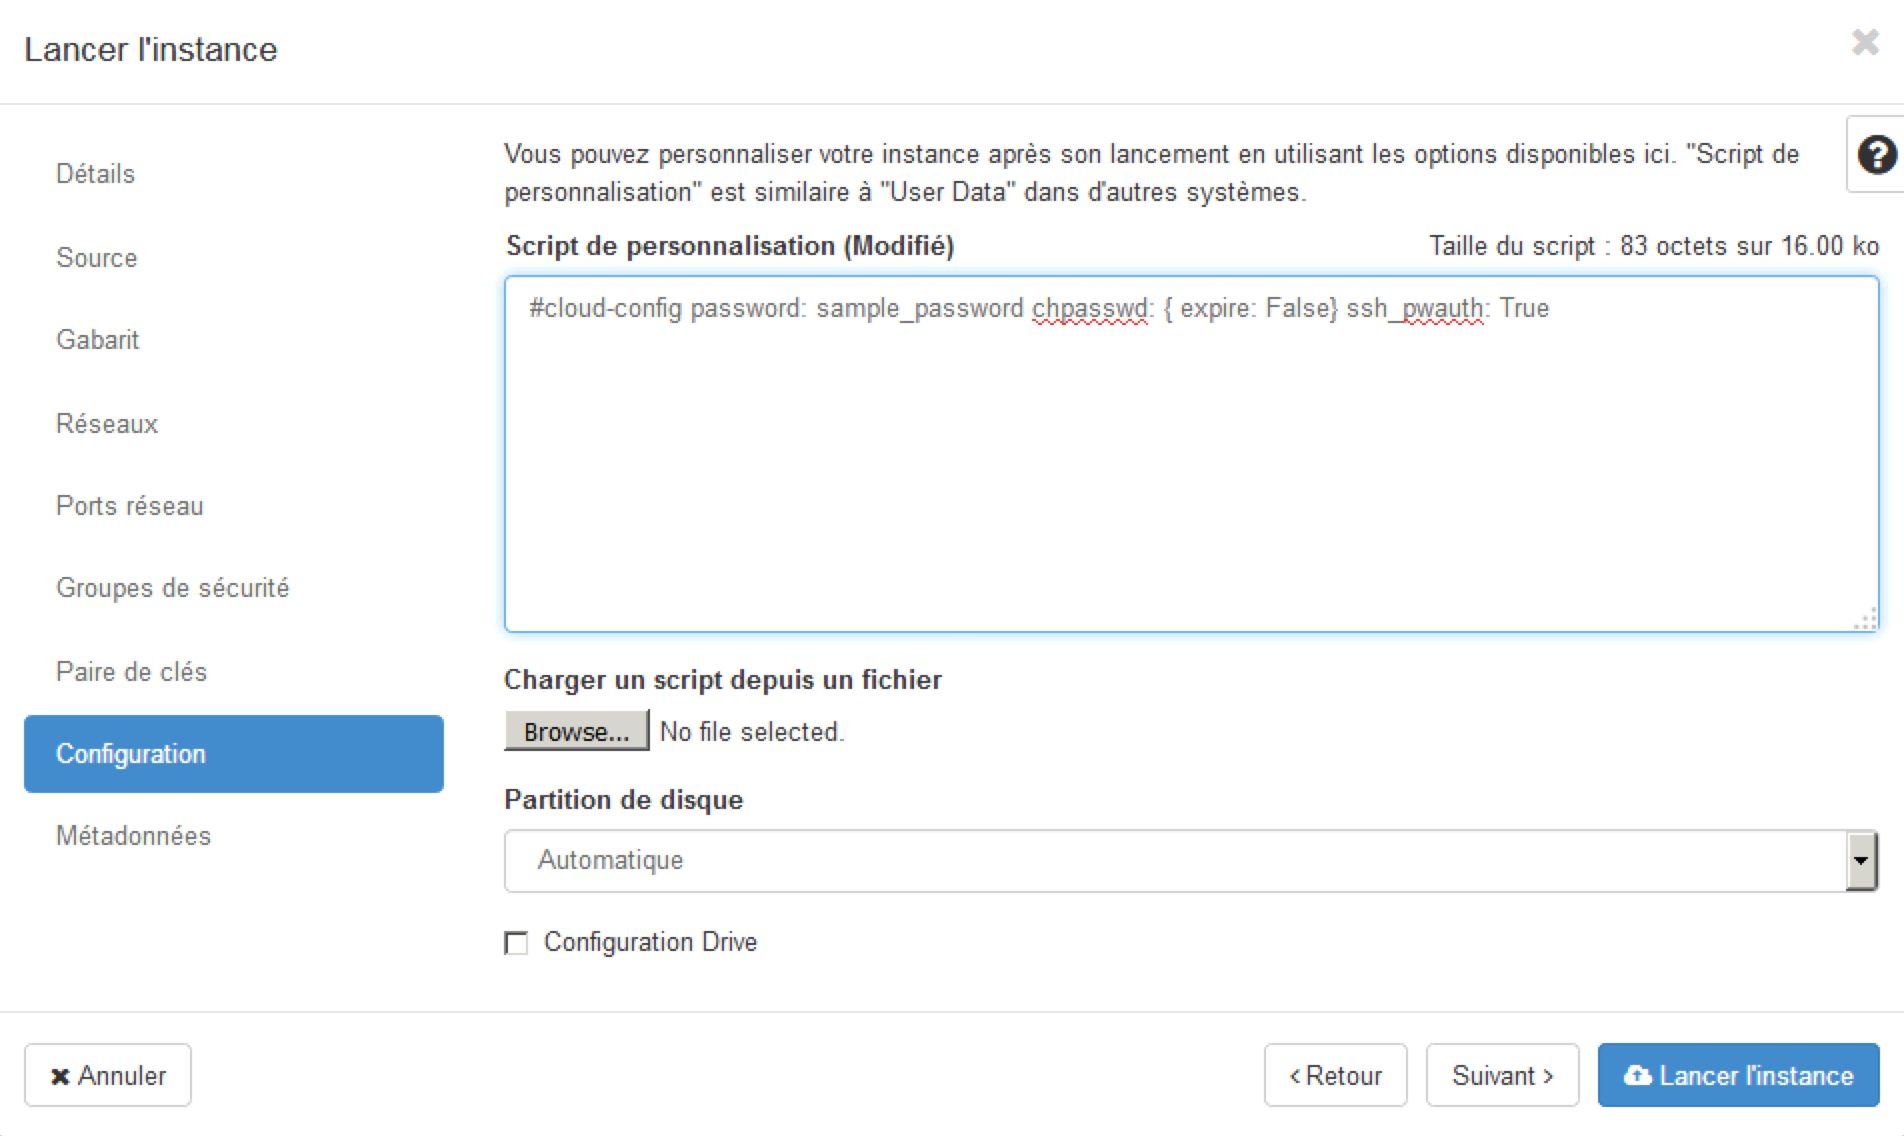 Lancer l'instance
Détails
Source
Gabarit
Réseaux
Ports réseau
Groupes de sécurité
Paire de clés
Configuration
Métadonnées
Vous pouvez personnaliser votre instance après son lancement en utilisant les options disponibles ici. "Script de
personnalisation" est similaire à "User Data" dans d'autres systèmes.
Script de personnalisation (Modifié)
Taille du script : 83 octets sur 16.00 ko
#cloud-config password: sample_password chpasswd: { expire: False} ssh_pwauth: True
Charger un script depuis un fichier
Browse... No file selected.
Partition de disque
Automatique
Configuration Drive
Annuler
‹ Retour
Suivant ›
Lancer l'instance